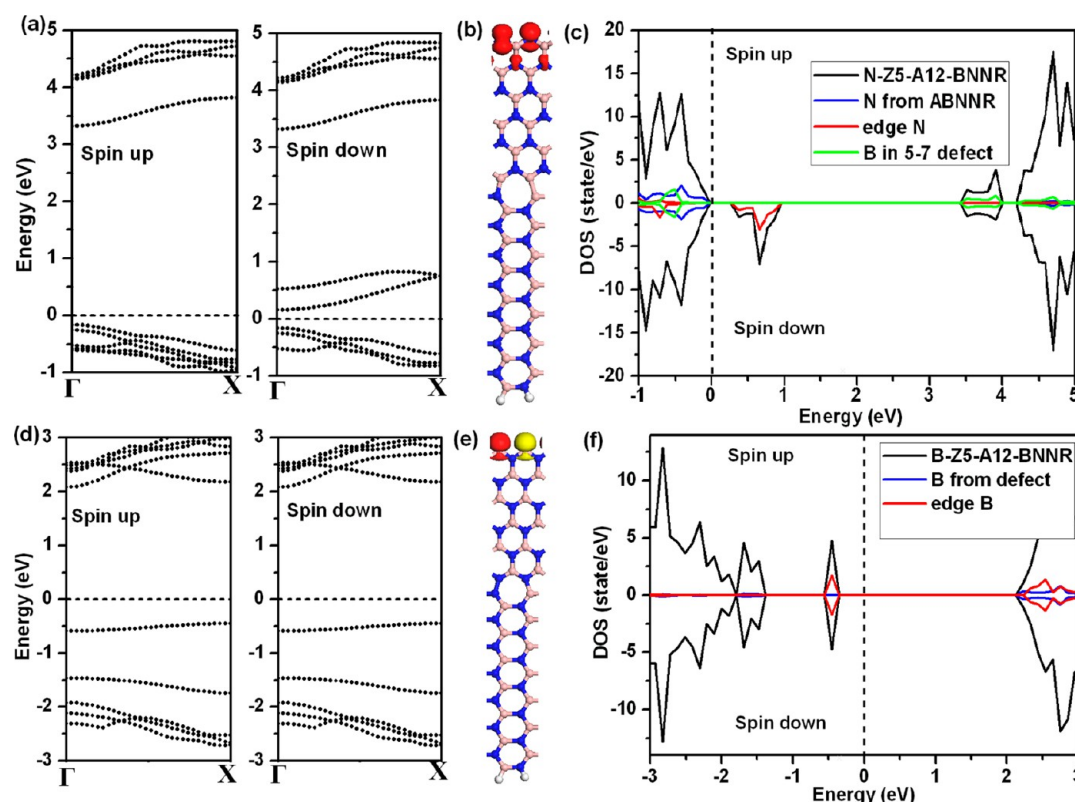 (a)
5
4
3
2
1
0
-1
Energy (eV)
Spin up
Γ
X
5
4
3
2
1
0
-1
Spin down
Γ
X
(b)
(c)
20
15
10
5
0
-5
-10
-15
-20
DOS (state/eV)
Spin up
N-Z5-A12-BNNR
N from ABNNR
edge N
B in 5-7 defect
Spin down
-1
0
1
2
3
4
5
Energy (eV)
(d)
3
2
1
0
-1
-2
-3
Energy (eV)
Spin up
Γ
X
3
2
1
0
-1
-2
-3
Spin down
Γ
X
(e)
(f)
10
5
0
-5
-10
DOS (state/eV)
Spin up
B-Z5-A12-BNNR
B from defect
edge B
Spin down
-3
-2
-1
0
1
2
3
Energy (eV)